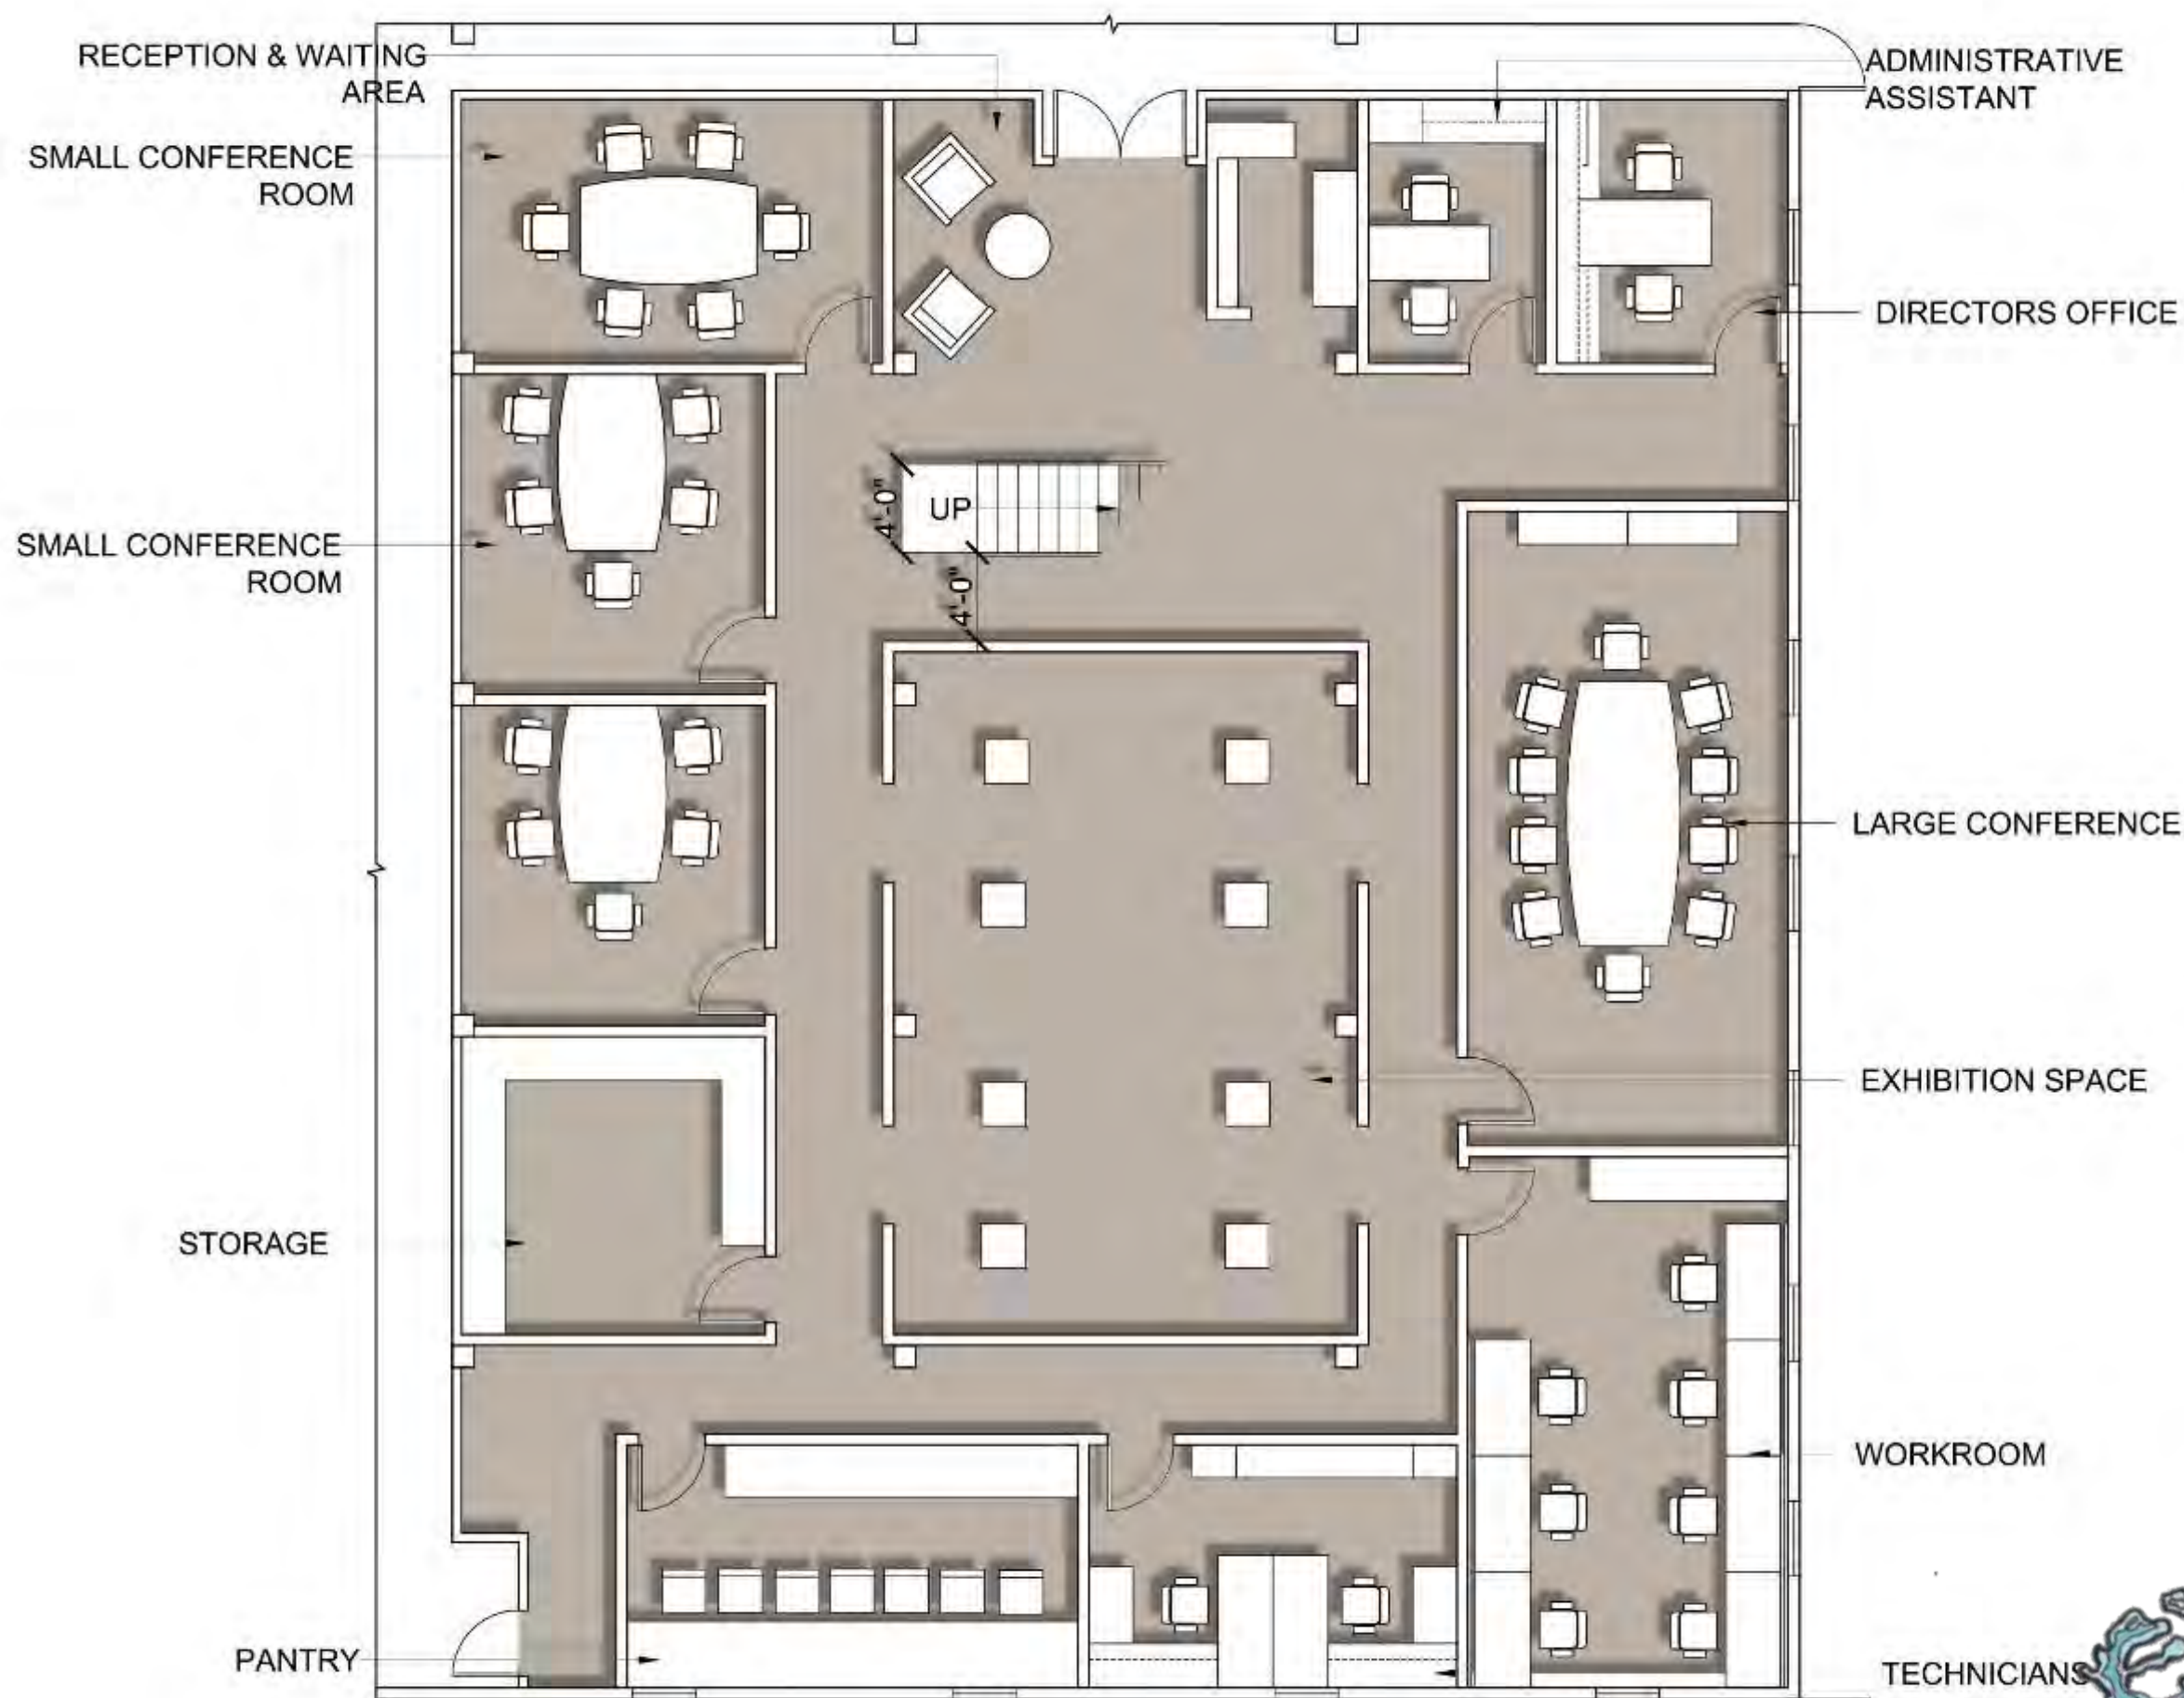 RECEPTION & WAITING
AREA
ADMINISTRATIVE
ASSISTANT
SMALL CONFERENCE
ROOM
DIRECTORS OFFICE
4'-0"
UP
SMALL CONFERENCE
ROOM
4'-0"
LARGE CONFERENCE
EXHIBITION SPACE
STORAGE
WORKROOM
PANTRY
TECHNICIANS